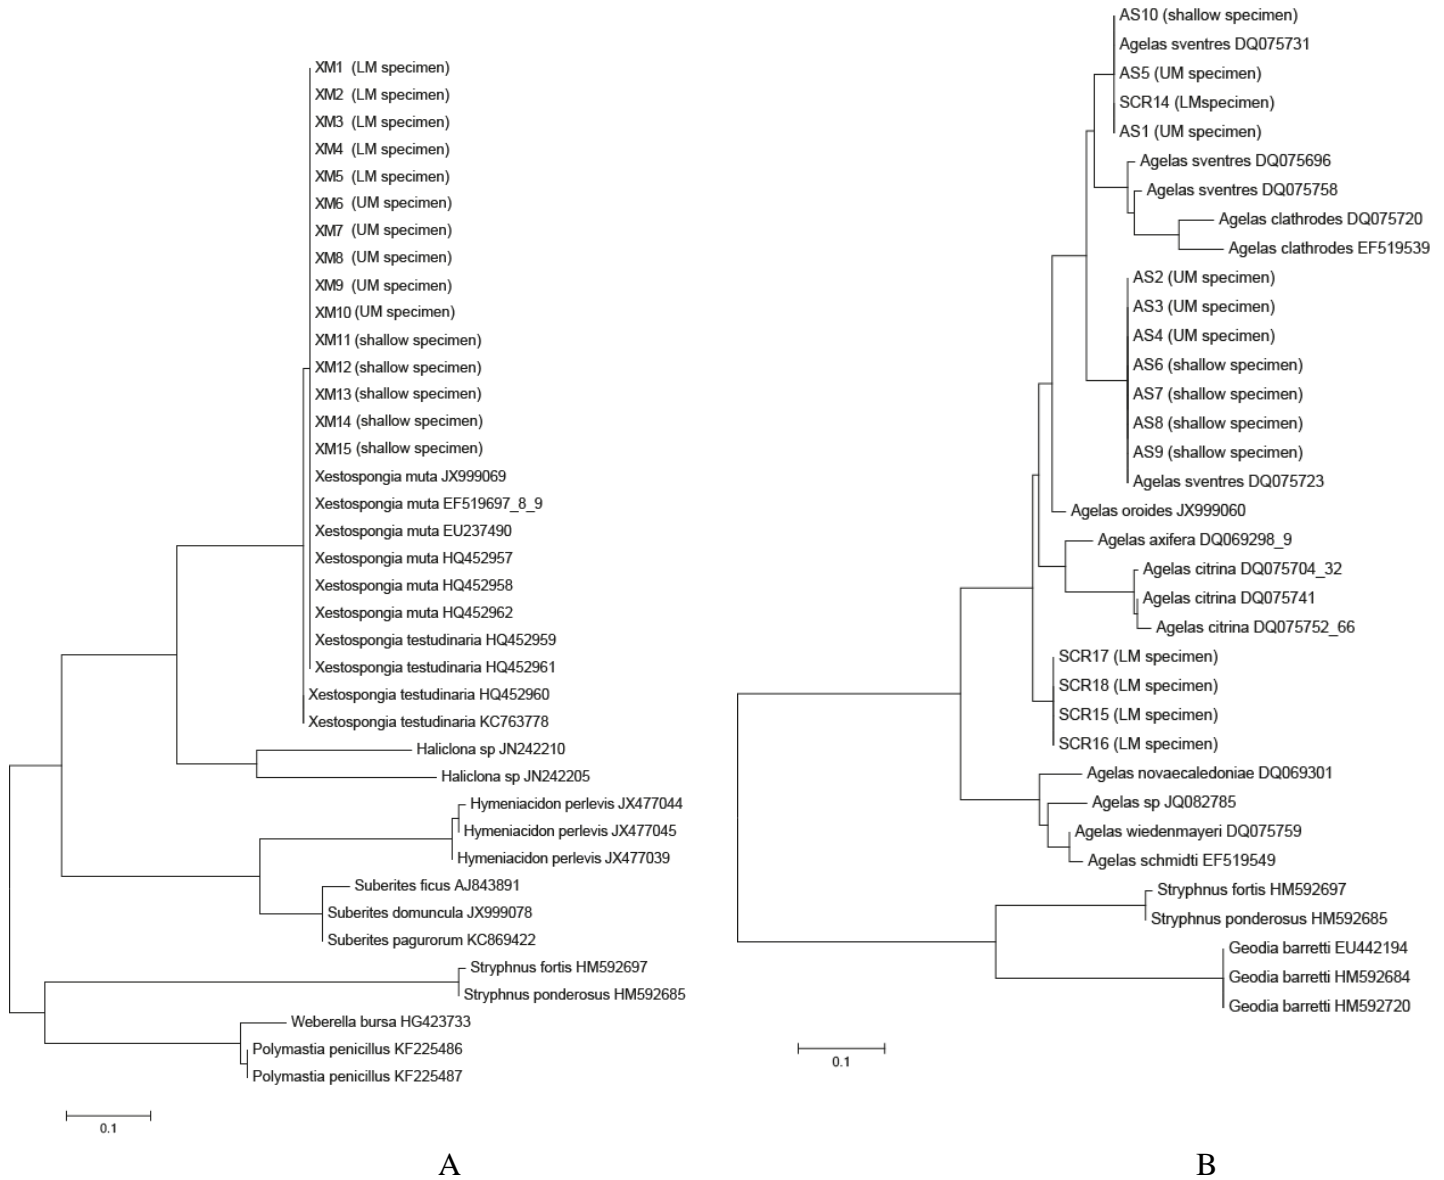 XM1 (LM specimen)
XM2 (LM specimen)
XM3 (LM specimen)
XM4 (LM specimen)
XM5 (LM specimen)
XM6 (UM specimen)
XM7 (UM specimen)
XM8 (UM specimen)
XM9 (UM specimen)
XM10 (UM specimen)
XM11 (shallow specimen)
XM12 (shallow specimen)
XM13 (shallow specimen)
XM14 (shallow specimen)
XM15 (shallow specimen)
Xestospongia muta JX999069
Xestospongia muta EF519697_8_9
Xestospongia muta EU237490
Xestospongia muta HQ452957
Xestospongia muta HQ452958
Xestospongia muta HQ452962
Xestospongia testudinaria HQ452959
Xestospongia testudinaria HQ452961
Xestospongia testudinaria HQ452960
Xestospongia testudinaria KC763778
Haliclona sp JN242210
Haliclona sp JN242205
Hymeniacidon perlevis JX477044
Hymeniacidon perlevis JX477045
Hymeniacidon perlevis JX477039
Suberites ficus AJ843891
Suberites domuncula JX999078
Suberites pagurorum KC869422
Stryphnus fortis HM592697
Stryphnus ponderosus HM592685
Weberella bursa HG423733
Polymastia penicillus KF225486
Polymastia penicillus KF225487
0.1
A
AS10 (shallow specimen)
Agelas sventres DQ075731
AS5 (UM specimen)
SCR14 (LMspecimen)
AS1 (UM specimen)
Agelas sventres DQ075696
Agelas sventres DQ075758
Agelas clathrodes DQ075720
Agelas clathrodes EF519539
AS2 (UM specimen)
AS3 (UM specimen)
AS4 (UM specimen)
AS6 (shallow specimen)
AS7 (shallow specimen)
AS8 (shallow specimen)
AS9 (shallow specimen)
Agelas sventres DQ075723
Agelas oroides JX999060
Agelas axifera DQ069298_9
Agelas citrina DQ075704_32
Agelas citrina DQ075741
Agelas citrina DQ075752_66
SCR17 (LM specimen)
SCR18 (LM specimen)
SCR15 (LM specimen)
SCR16 (LM specimen)
Agelas novaecaledoniae DQ069301
Agelas sp JQ082785
Agelas wiedenmayeri DQ075759
Agelas schmidti EF519549
Stryphnus fortis HM592697
Stryphnus ponderosus HM592685
Geodia barretti EU442194
Geodia barretti HM592684
Geodia barretti HM592720
0.1
B